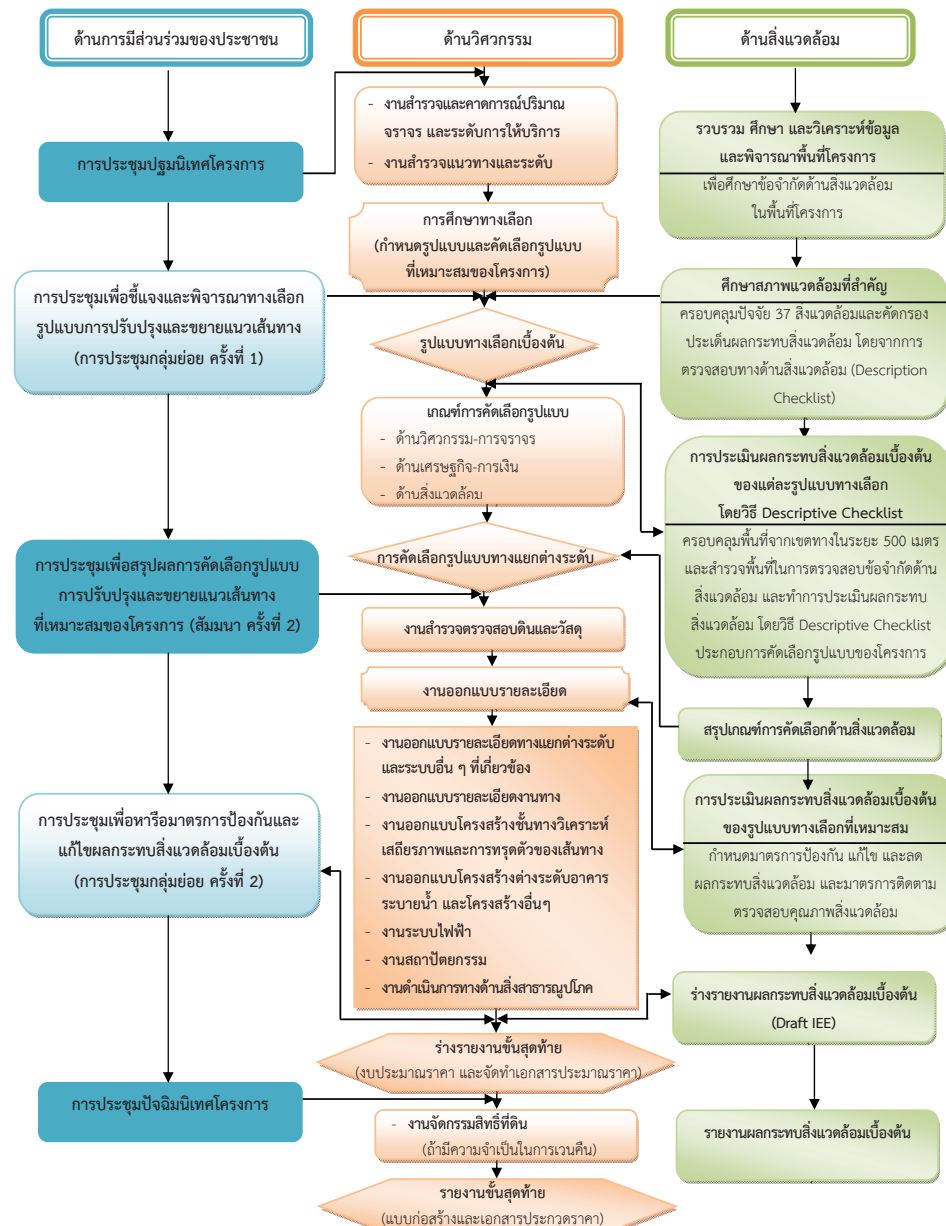 ด้านการมีส่วนร่วมของประชาชน
การประชุมปฐมนิเทศโครงการ
การประชุมเพื่อชี้แจงและพิจารณาทางเลือก
รูปแบบการปรับปรุงและขยายแนวเส้นทาง
(การประชุมกลุ่มย่อย ครั้งที่ 1)
การประชุมเพื่อสรุปผลการคัดเลือกรูปแบบ
การปรับปรุงและขยายแนวเส้นทาง
ที่เหมาะสมของโครงการ (สัมมนา ครั้งที่ 2)
การประชุมเพื่อหารือมาตรการป้องกันและ
แก้ไขผลกระทบสิ่งแวดล้อมเบื้องต้น
(การประชุมกลุ่มย่อย ครั้งที่ 2)
การประชุมปัจฉิมนิเทศโครงการ
ด้านวิศวกรรม
- งานสำรวจและคาดการณ์ปริมาณ
จราจร และระดับการให้บริการ
- งานสำรวจแนวทางและระดับ
การศึกษาทางเลือก
(กำหนดรูปแบบและคัดเลือกรูปแบบ
ที่เหมาะสมของโครงการ)
รูปแบบทางเลือกเบื้องต้น
เกณฑ์การคัดเลือกรูปแบบ
- ด้านวิศวกรรม-การจราจร
- ด้านเศรษฐกิจ-การเงิน
- ด้านสิ่งแวดล้อม
การคัดเลือกรูปแบบทางแยกต่างระดับ
งานสำรวจตรวจสอบดินและวัสดุ
งานออกแบบรายละเอียด
- งานออกแบบรายละเอียดทางแยกต่างระดับ
และระบบอื่น ๆ ที่เกี่ยวข้อง
- งานออกแบบรายละเอียดงานทาง
- งานออกแบบโครงสร้างชั้นทางวิเคราะห์
เสถียรภาพและการทรุดตัวของเส้นทาง
- งานออกแบบโครงสร้างต่างระดับอาคาร
ระบายน้ำ และโครงสร้างอื่นๆ
- งานระบบไฟฟ้า
- งานสถาปัตยกรรม
- งานดำเนินการทางด้านสิ่งสาธารณูปโภค
ร่างรายงานขั้นสุดท้าย
(งบประมาณราคา และจัดทำเอกสารประมาณราคา)
- งานจัดกรรมสิทธิ์ที่ดิน
(ถ้ามีความจำเป็นในการเวนคืน)
รายงานขั้นสุดท้าย
(แบบก่อสร้างและเอกสารประกวดราคา)
ด้านสิ่งแวดล้อม
รวบรวม ศึกษา และวิเคราะห์ข้อมูล
และพิจารณาพื้นที่โครงการ
เพื่อศึกษาข้อจำกัดด้านสิ่งแวดล้อม
ในพื้นที่โครงการ
ศึกษาสภาพแวดล้อมที่สำคัญ
ครอบคลุมปัจจัย 37 สิ่งแวดล้อมและคัดกรอง
ประเด็นผลกระทบสิ่งแวดล้อม โดยจากการ
ตรวจสอบทางด้านสิ่งแวดล้อม (Description
Checklist)
การประเมินผลกระทบสิ่งแวดล้อมเบื้องต้น
ของแต่ละรูปแบบทางเลือก
โดยวิธี Descriptive Checklist
ครอบคลุมพื้นที่จากเขตทางในระยะ 500 เมตร
และสำรวจพื้นที่ในการตรวจสอบข้อจำกัดด้าน
สิ่งแวดล้อม และทำการประเมินผลกระทบ
สิ่งแวดล้อม โดยวิธี Descriptive Checklist
ประกอบการคัดเลือกรูปแบบของโครงการ
สรุปเกณฑ์การคัดเลือกด้านสิ่งแวดล้อม
การประเมินผลกระทบสิ่งแวดล้อมเบื้องต้น
ของรูปแบบทางเลือกที่เหมาะสม
กำหนดมาตรการป้องกัน แก้ไข และลด
ผลกระทบสิ่งแวดล้อม และมาตรการติดตาม
ตรวจสอบคุณภาพสิ่งแวดล้อม
ร่างรายงานผลกระทบสิ่งแวดล้อมเบื้องต้น
(Draft IEE)
รายงานผลกระทบสิ่งแวดล้อมเบื้องต้น